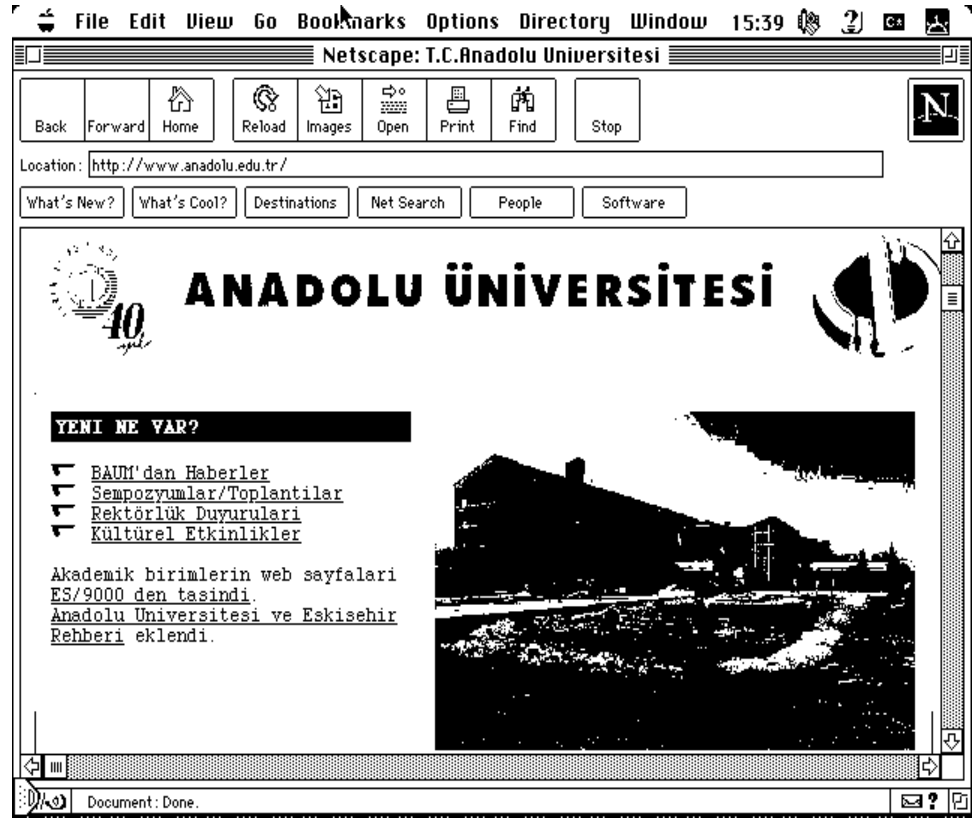 File Edit View Go Bookmarks Options Directory Window 15:39
Netscape: T.C.Anadolu Universitesi
Back Forward Home Reload Images Open Print Find Stop
N
Location: http://www.anadolu.edu.tr/
What's New? What's Cool? Destinations Net Search People Software
ANADOLU ÜNİVERSİTESİ
40.
yıl
YENI NE VAR?
BAUM'dan Haberler
Sempozyumlar/Toplantilar
Rektörlük Duyurulari
Kültürel Etkinlikler
Akademik birimlerin web sayfalari
ES/9000 den tasindi.
Anadolu Universitesi ve Eskisehir
Rehberi eklendi.
Document: Done.
?